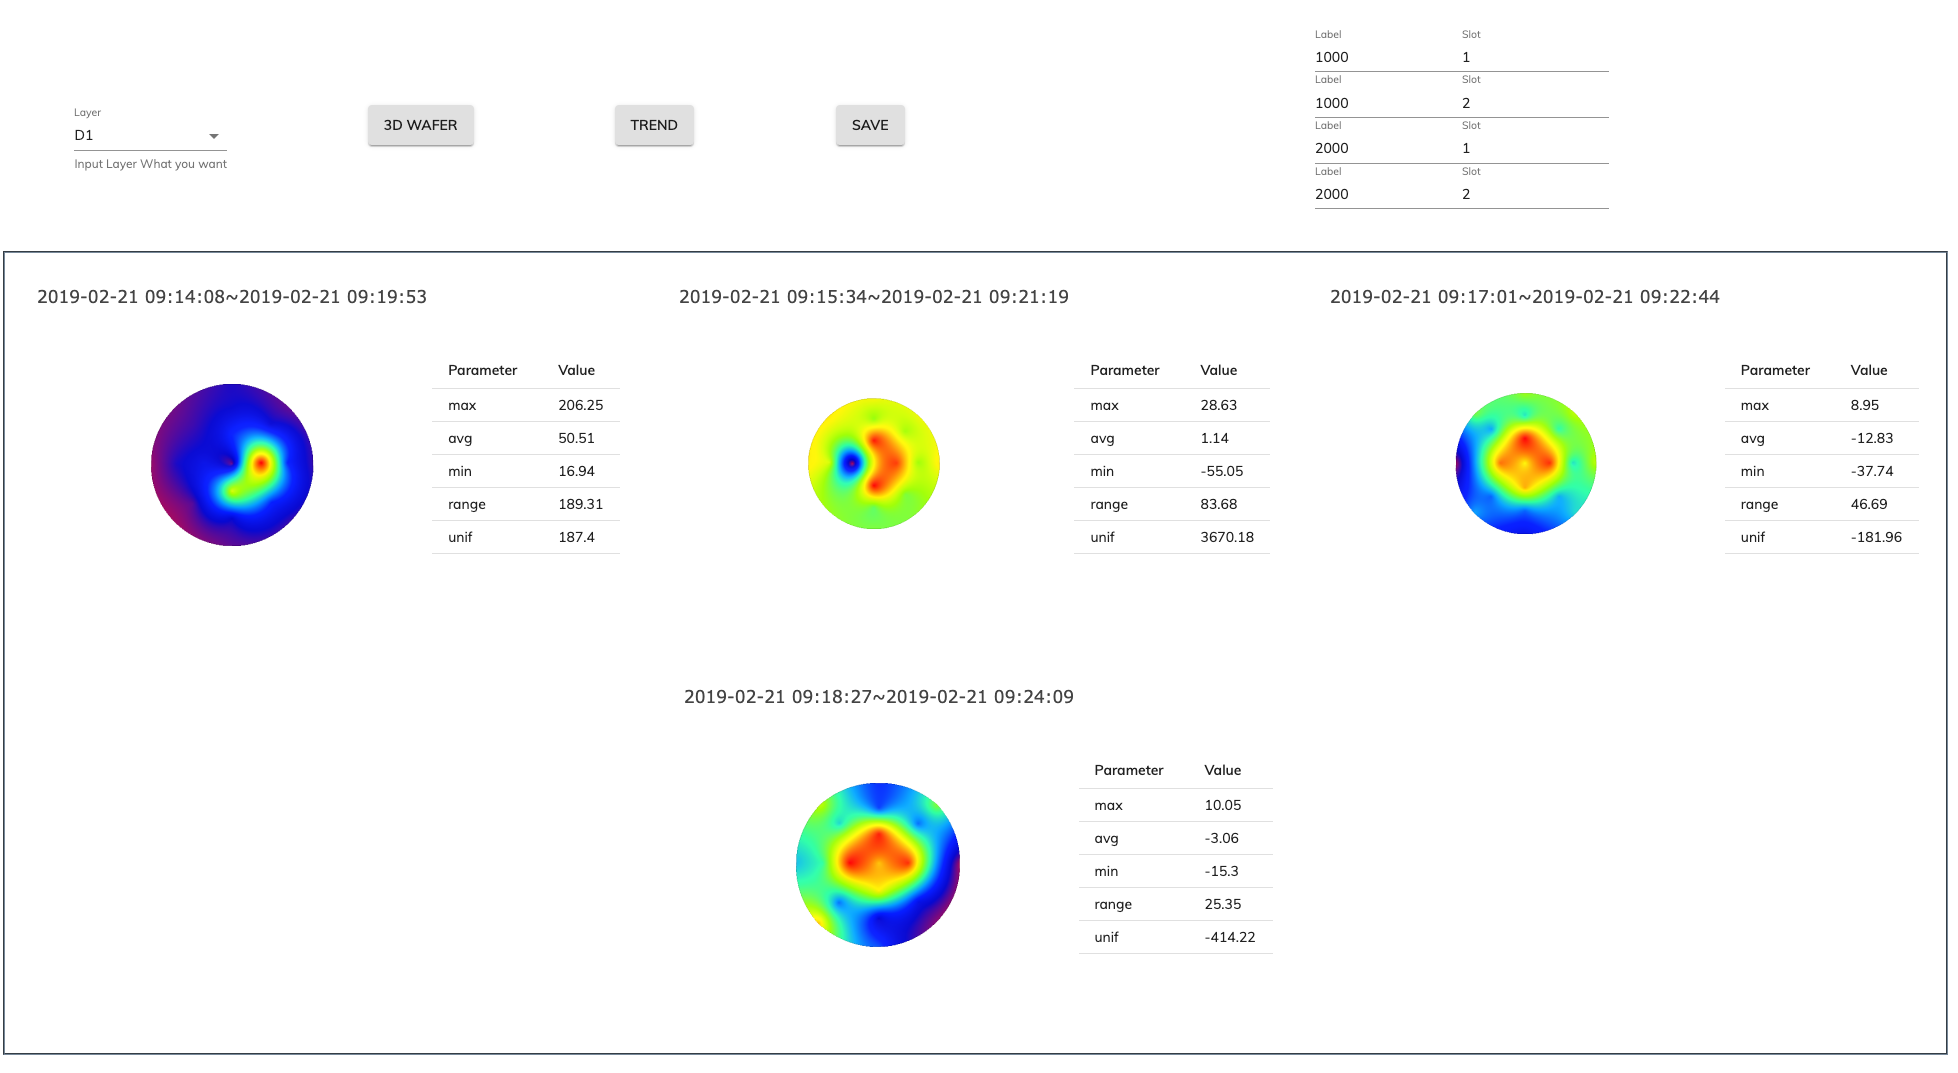 Label Slot
1000 1
Label Slot
1000 2
Label Slot
2000 1
Label Slot
2000 2
Layer
D1
Input Layer What you want
3D WAFER TREND SAVE
2019-02-21 09:14:08~2019-02-21 09:19:53
Parameter Value
max 206.25
avg 50.51
min 16.94
range 189.31
unif 187.4
2019-02-21 09:15:34~2019-02-21 09:21:19
Parameter Value
max 28.63
avg 1.14
min -55.05
range 83.68
unif 3670.18
2019-02-21 09:17:01~2019-02-21 09:22:44
Parameter Value
max 8.95
avg -12.83
min -37.74
range 46.69
unif -181.96
2019-02-21 09:18:27~2019-02-21 09:24:09
Parameter Value
max 10.05
avg -3.06
min -15.3
range 25.35
unif -414.22